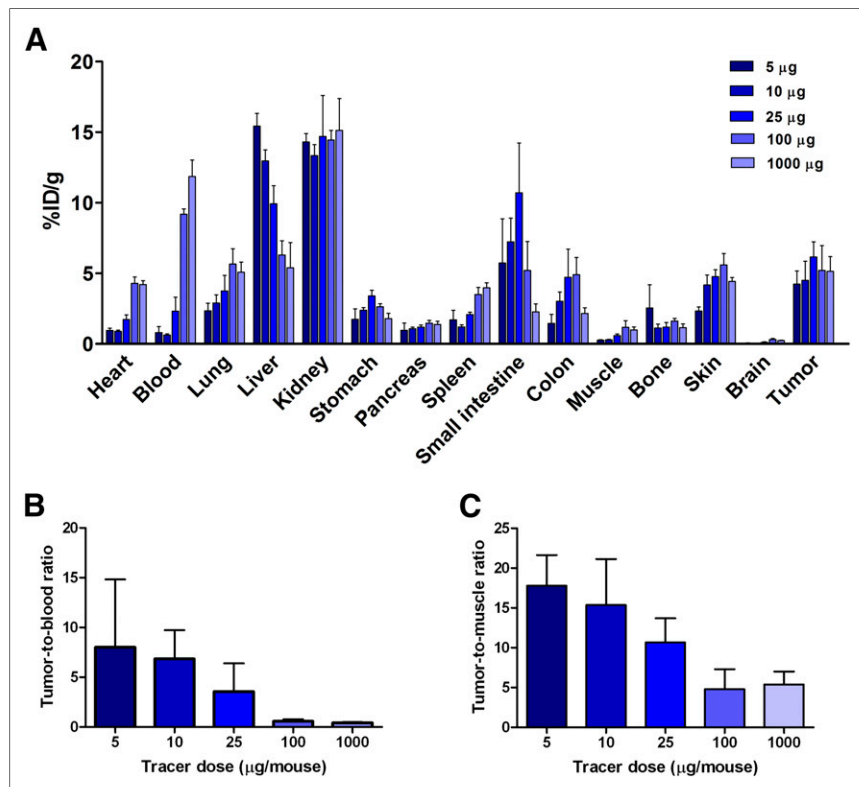 A
20
15
10
5
0
%ID/g
5 µg
10 µg
25 µg
100 µg
1000 µg
Heart
Blood
Lung
Liver
Kidney
Stomach
Pancreas
Spleen
Small intestine
Colon
Muscle
Bone
Skin
Brain
Tumor
B
20
15
10
5
0
Tumor-to-blood ratio
5 10 25 100 1000
Tracer dose (µg/mouse)
C
25
20
15
10
5
0
Tumor-to-muscle ratio
5 10 25 100 1000
Tracer dose (µg/mouse)